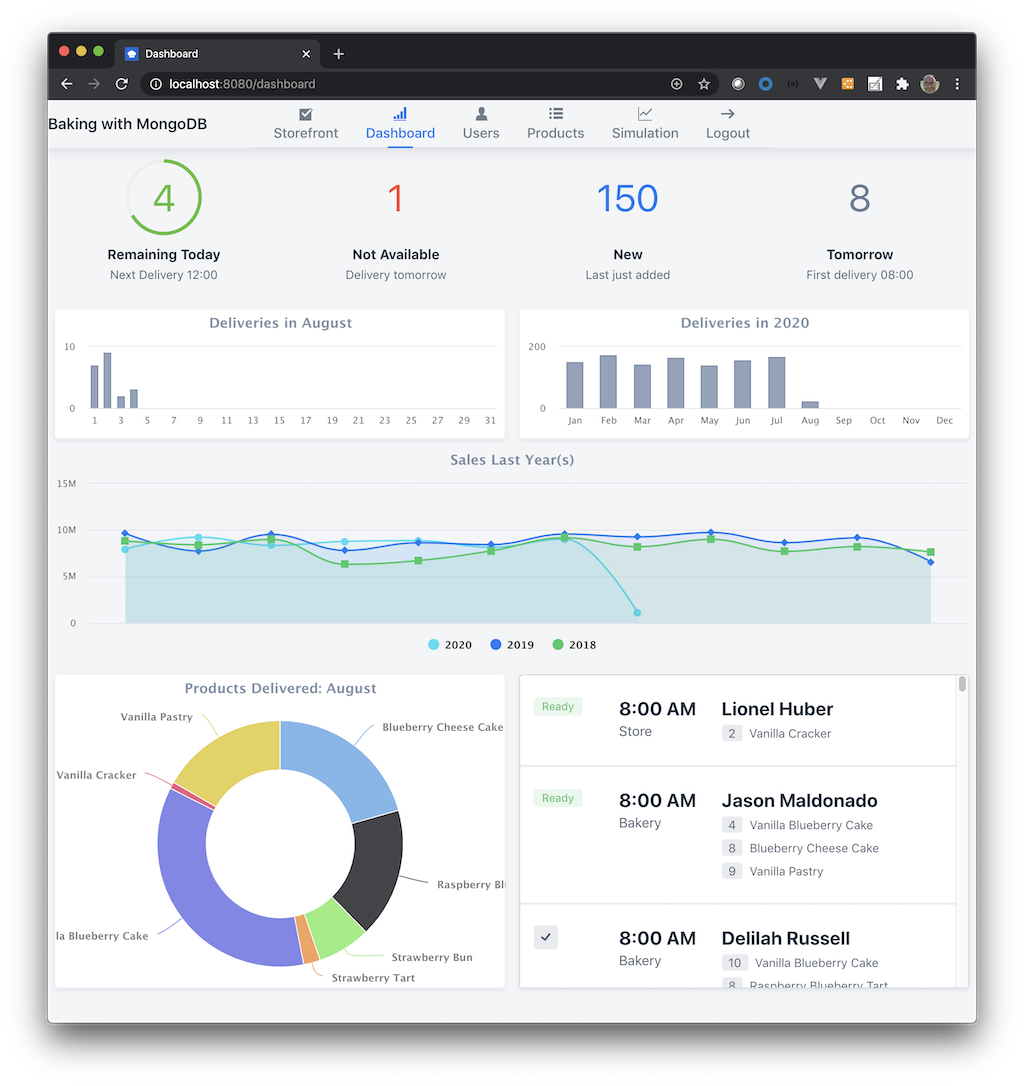 Dashboard
localhost:8080/dashboard
Baking with MongoDB
Storefront
Dashboard
Users
Products
Simulation
Logout
4
1
150
8
Remaining Today
Not Available
New
Tomorrow
Next Delivery 12:00
Delivery tomorrow
Last just added
First delivery 08:00
Deliveries in August
10
0
1 3 5 7 9 11 13 15 17 19 21 23 25 27 29 31
Deliveries in 2020
200
0
Jan Feb Mar Apr May Jun Jul Aug Sep Oct Nov Dec
Sales Last Year(s)
15M
10M
5M
0
2020 2019 2018
Products Delivered: August
Vanilla Pastry
Blueberry Cheese Cake
Vanilla Cracker
Raspberry Bl
la Blueberry Cake
Strawberry Bun
Strawberry Tart
Ready
8:00 AM
Store
Lionel Huber
2 Vanilla Cracker
Ready
8:00 AM
Bakery
Jason Maldonado
4 Vanilla Blueberry Cake
8 Blueberry Cheese Cake
9 Vanilla Pastry
8:00 AM
Bakery
Delilah Russell
10 Vanilla Blueberry Cake
8 Raspberry Blueberry Tart